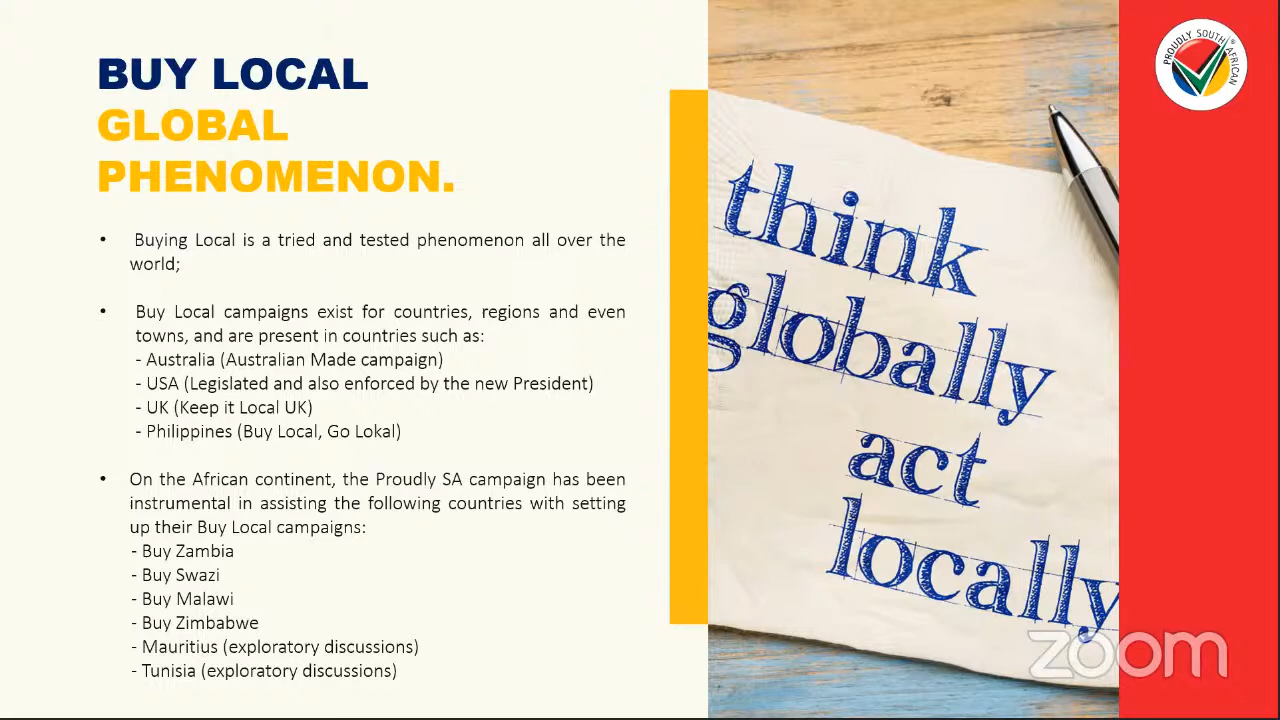 BUY LOCAL
GLOBAL
PHENOMENON.
• Buying Local is a tried and tested phenomenon all over the
world;
• Buy Local campaigns exist for countries, regions and even
towns, and are present in countries such as:
- Australia (Australian Made campaign)
- USA (Legislated and also enforced by the new President)
- UK (Keep it Local UK)
- Philippines (Buy Local, Go Lokal)
• On the African continent, the Proudly SA campaign has been
instrumental in assisting the following countries with setting
up their Buy Local campaigns:
- Buy Zambia
- Buy Swazi
- Buy Malawi
- Buy Zimbabwe
- Mauritius (exploratory discussions)
- Tunisia (exploratory discussions)
think
globally
act
locally
PROUDLY SOUTH AFRICAN
zoom